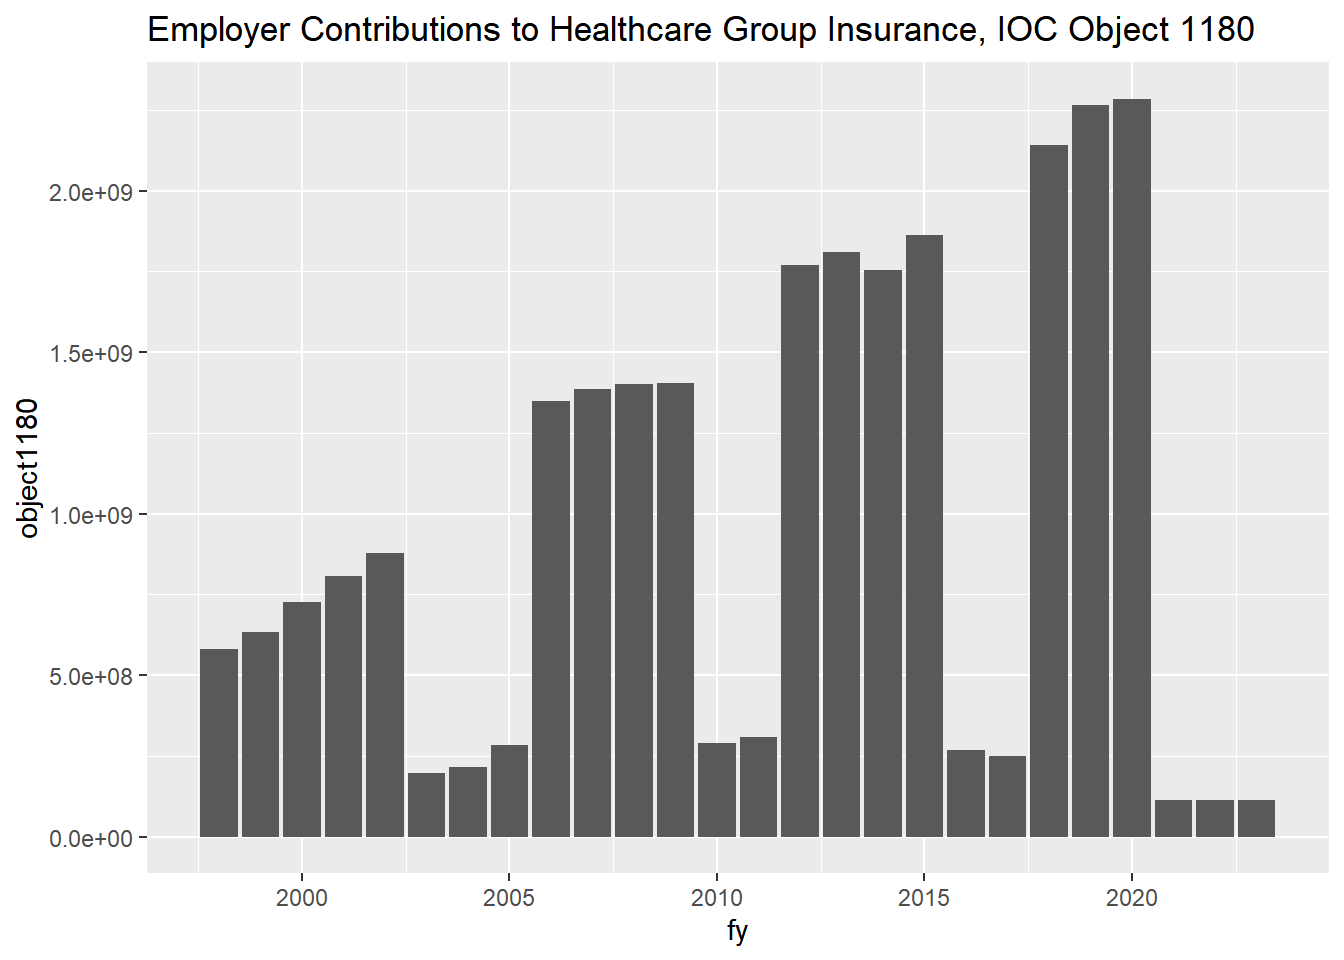 Employer Contributions to Healthcare Group Insurance, IOC Object 1180
object1180
2.0e+09
1.5e+09
1.0e+09
5.0e+08
0.0e+00
2000 2005 2010 2015 2020
fy